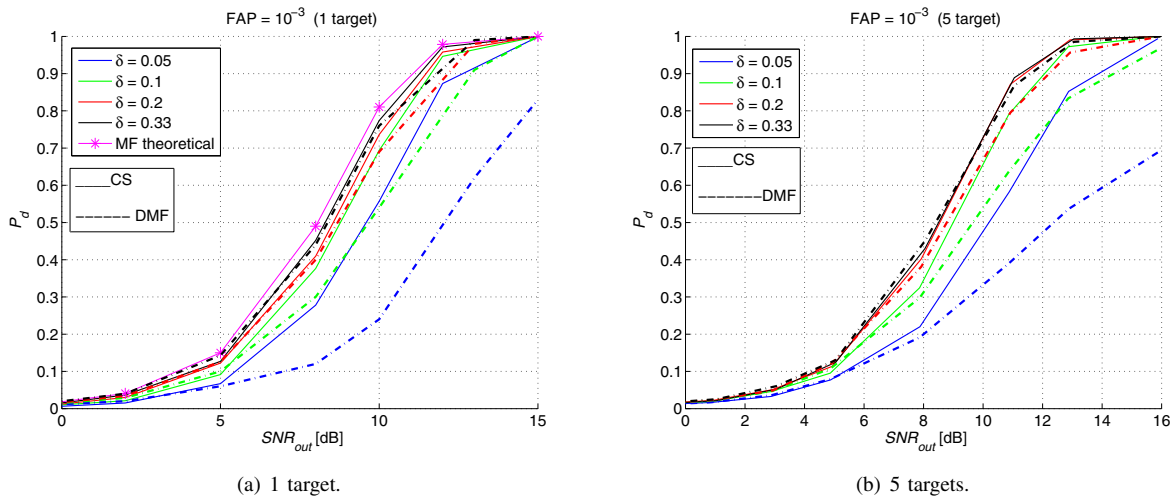 FAP = 10⁻³ (1 target)
1
0.9
0.8
0.7
0.6
0.5
0.4
0.3
0.2
0.1
0
P_d
δ = 0.05
δ = 0.1
δ = 0.2
δ = 0.33
MF theoretical
CS
DMF
0
5
10
15
SNR_out [dB]
(a) 1 target.
FAP = 10⁻³ (5 target)
1
0.9
0.8
0.7
0.6
0.5
0.4
0.3
0.2
0.1
0
P_d
δ = 0.05
δ = 0.1
δ = 0.2
δ = 0.33
CS
DMF
0
2
4
6
8
10
12
14
16
SNR_out [dB]
(b) 5 targets.